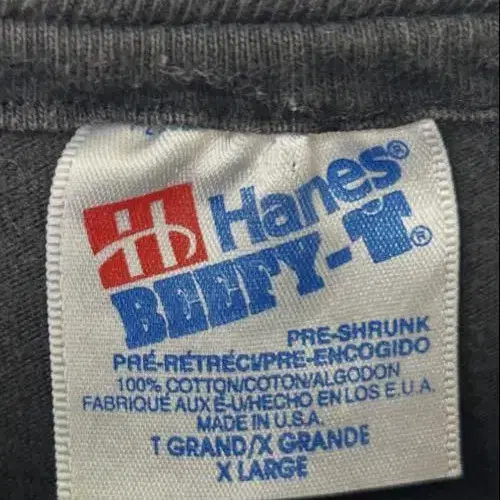 Hanes®
BEEFY-T®
PRE-SHRUNK
PRÉ-RÉTRÉCI/PRE-ENCOGIDO
100% COTTON/COTON/ALGODON
FABRIQUE AUX É-U/HECHO EN LOS E.U.A.
MADE IN U.S.A.
T GRAND/X GRANDE
X LARGE